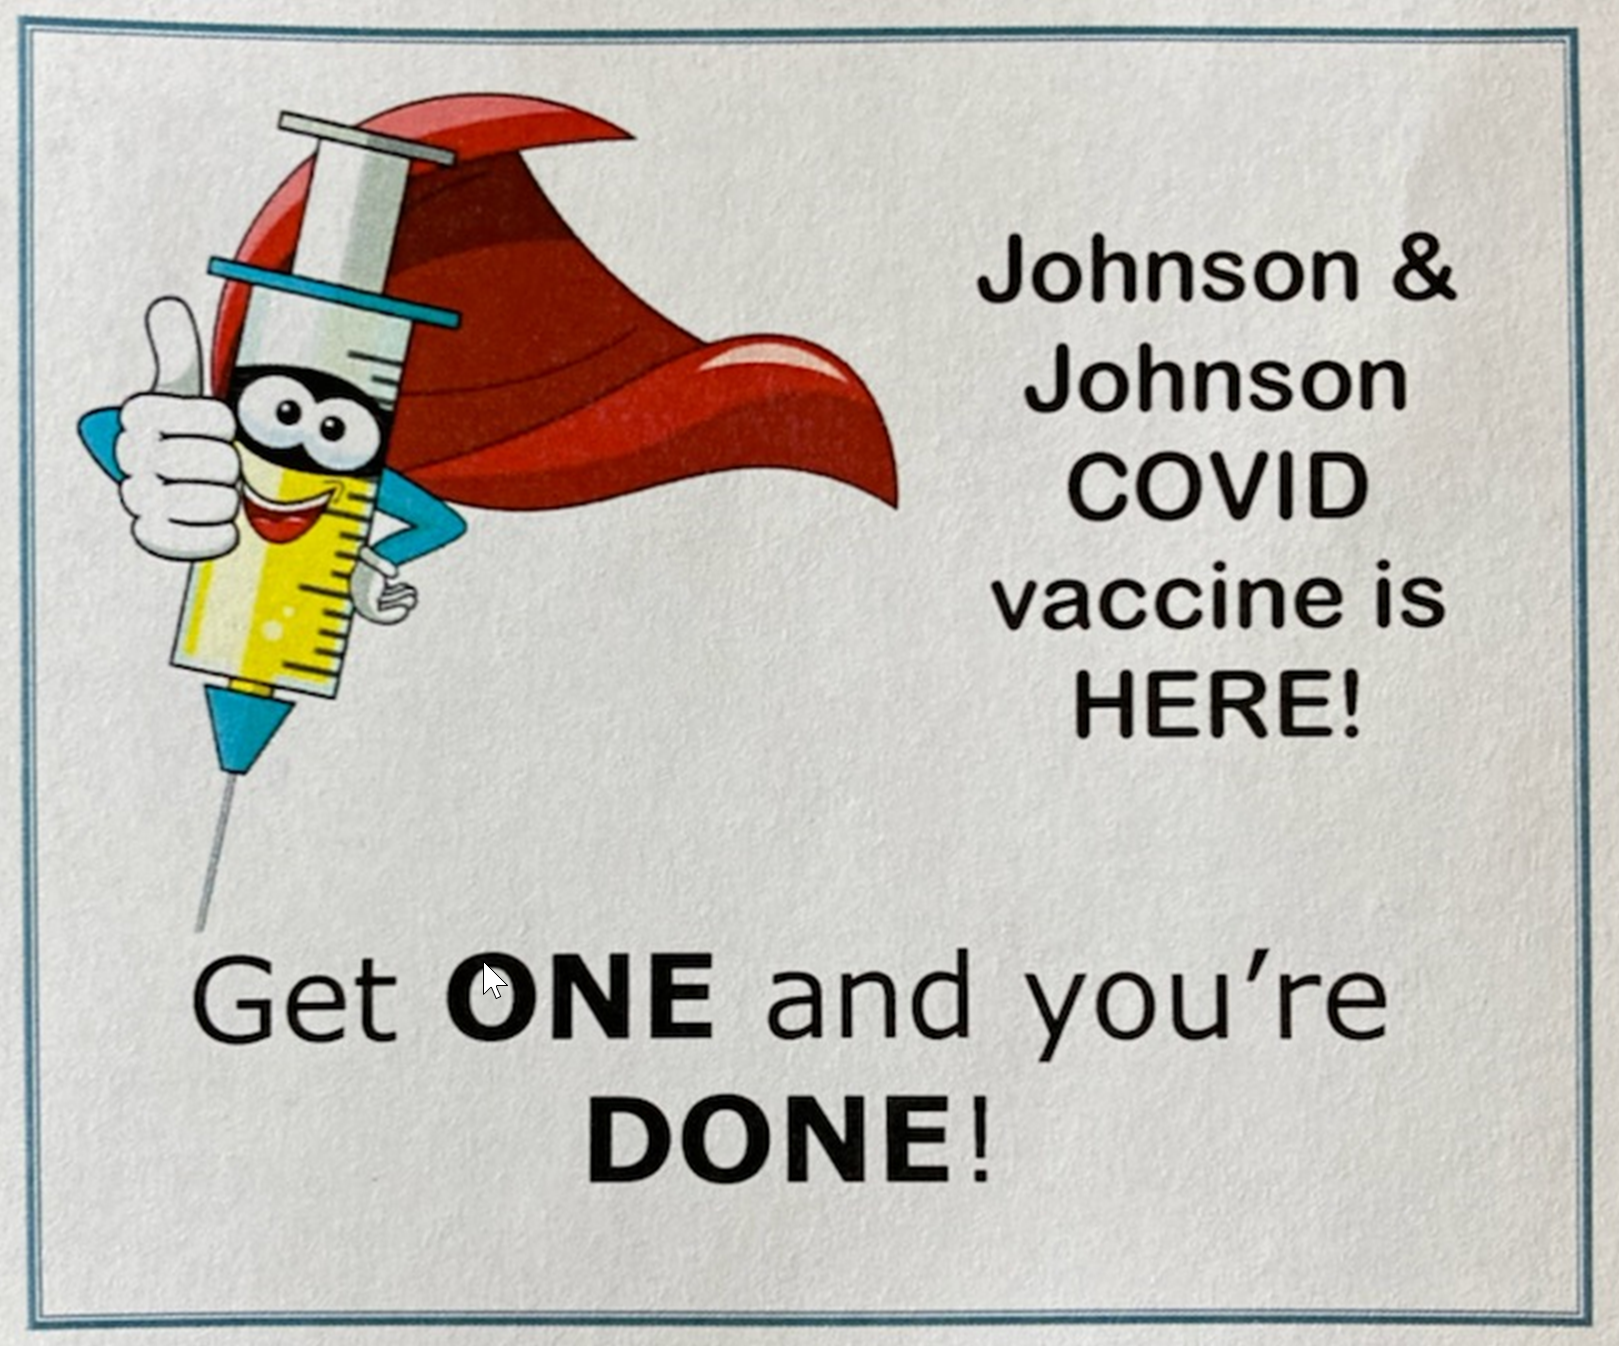 Johnson &
Johnson
COVID
vaccine is
HERE!
Get ONE and you're
DONE!